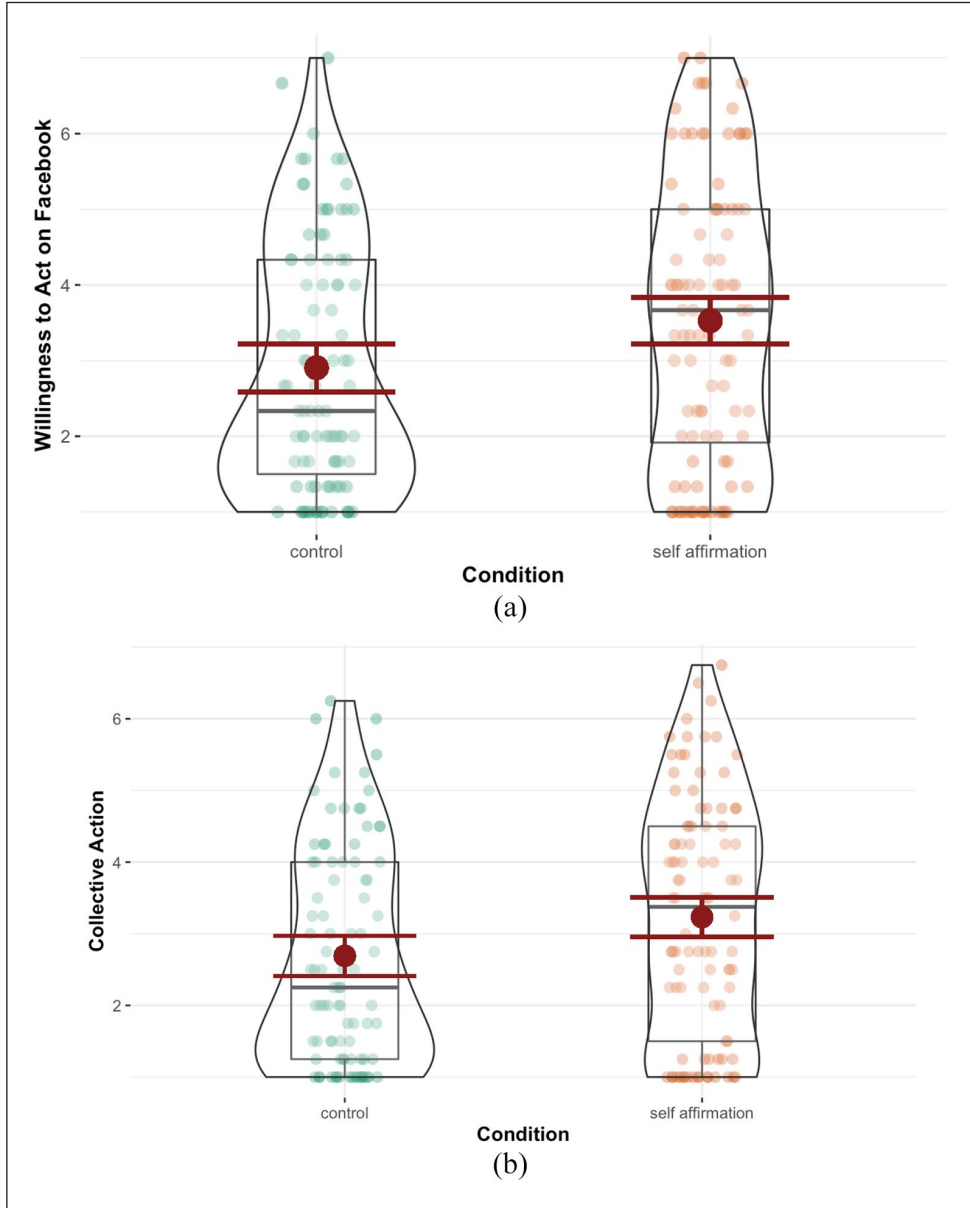 Willingness to Act on Facebook
6
4
2
control
self affirmation
Condition
(a)
Collective Action
6
4
2
control
self affirmation
Condition
(b)